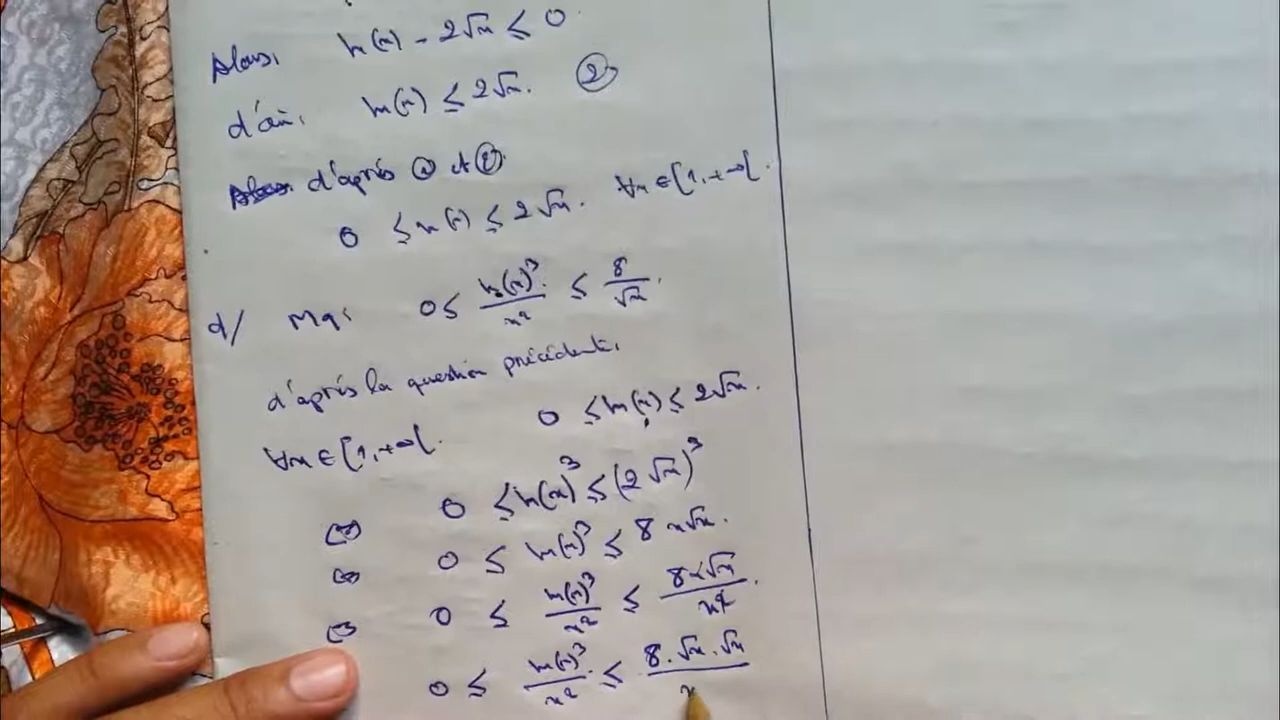 Alors, ln(x) - 2√x ≤ 0
d'où, ln(x) ≤ 2√x. ②
d'après ① et ②.
0 ≤ ln(x) ≤ 2√x. ∀x ∈ [1, +∞[.
d/ Mq: 0 ≤ ln(x)³/x² ≤ 8/√x.
d'après la question précédente,
∀x ∈ [1, +∞[. 0 ≤ ln(x) ≤ 2√x.
⇔ 0 ≤ ln(x)³ ≤ (2√x)³
⇔ 0 ≤ ln(x)³ ≤ 8 x√x.
⇔ 0 ≤ ln(x)³/x² ≤ 8x√x/x².
0 ≤ ln(x)³/x² ≤ 8.√x.√x/x